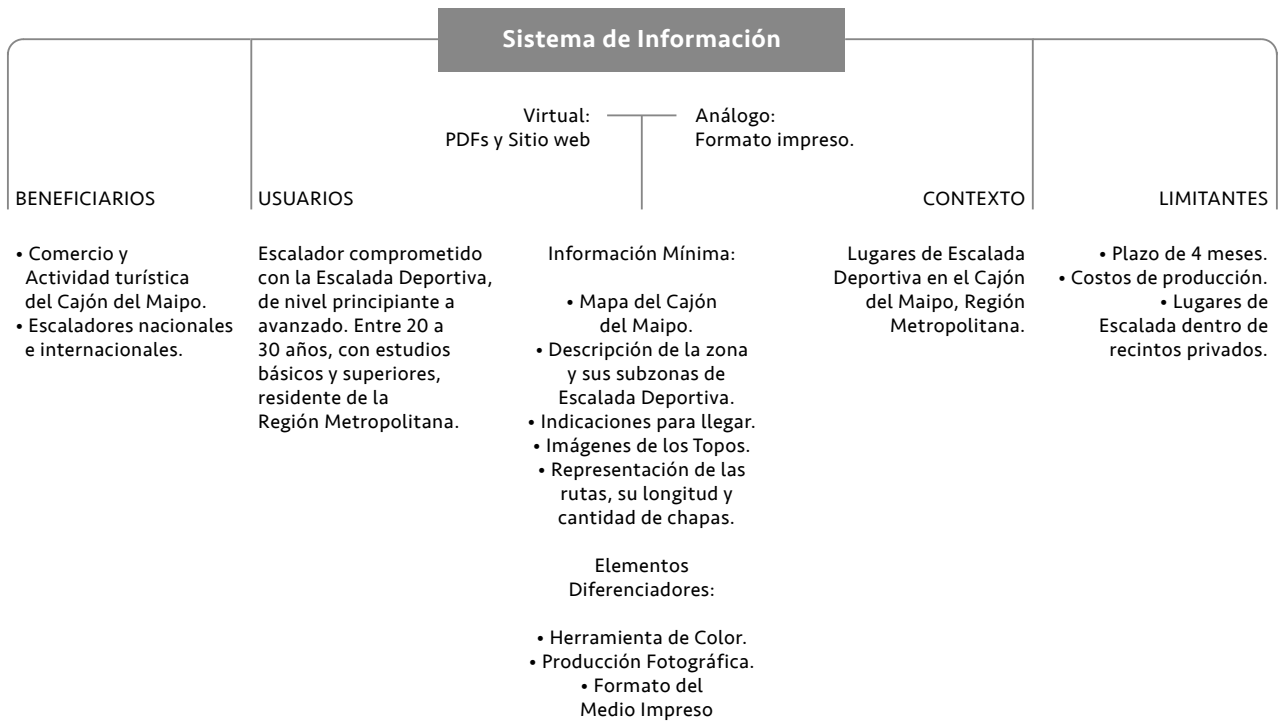 Sistema de Información
Virtual:
PDFs y Sitio web
Análogo:
Formato impreso.
BENEFICIARIOS
• Comercio y
Actividad turística
del Cajón del Maipo.
• Escaladores nacionales
e internacionales.
USUARIOS
Escalador comprometido
con la Escalada Deportiva,
de nivel principiante a
avanzado. Entre 20 a
30 años, con estudios
básicos y superiores,
residente de la
Región Metropolitana.
Información Mínima:
• Mapa del Cajón
del Maipo.
• Descripción de la zona
y sus subzonas de
Escalada Deportiva.
• Indicaciones para llegar.
• Imágenes de los Topos.
• Representación de las
rutas, su longitud y
cantidad de chapas.
Elementos
Diferenciadores:
• Herramienta de Color.
• Producción Fotográfica.
• Formato del
Medio Impreso
CONTEXTO
Lugares de Escalada
Deportiva en el Cajón
del Maipo, Región
Metropolitana.
LIMITANTES
• Plazo de 4 meses.
• Costos de producción.
• Lugares de
Escalada dentro de
recintos privados.